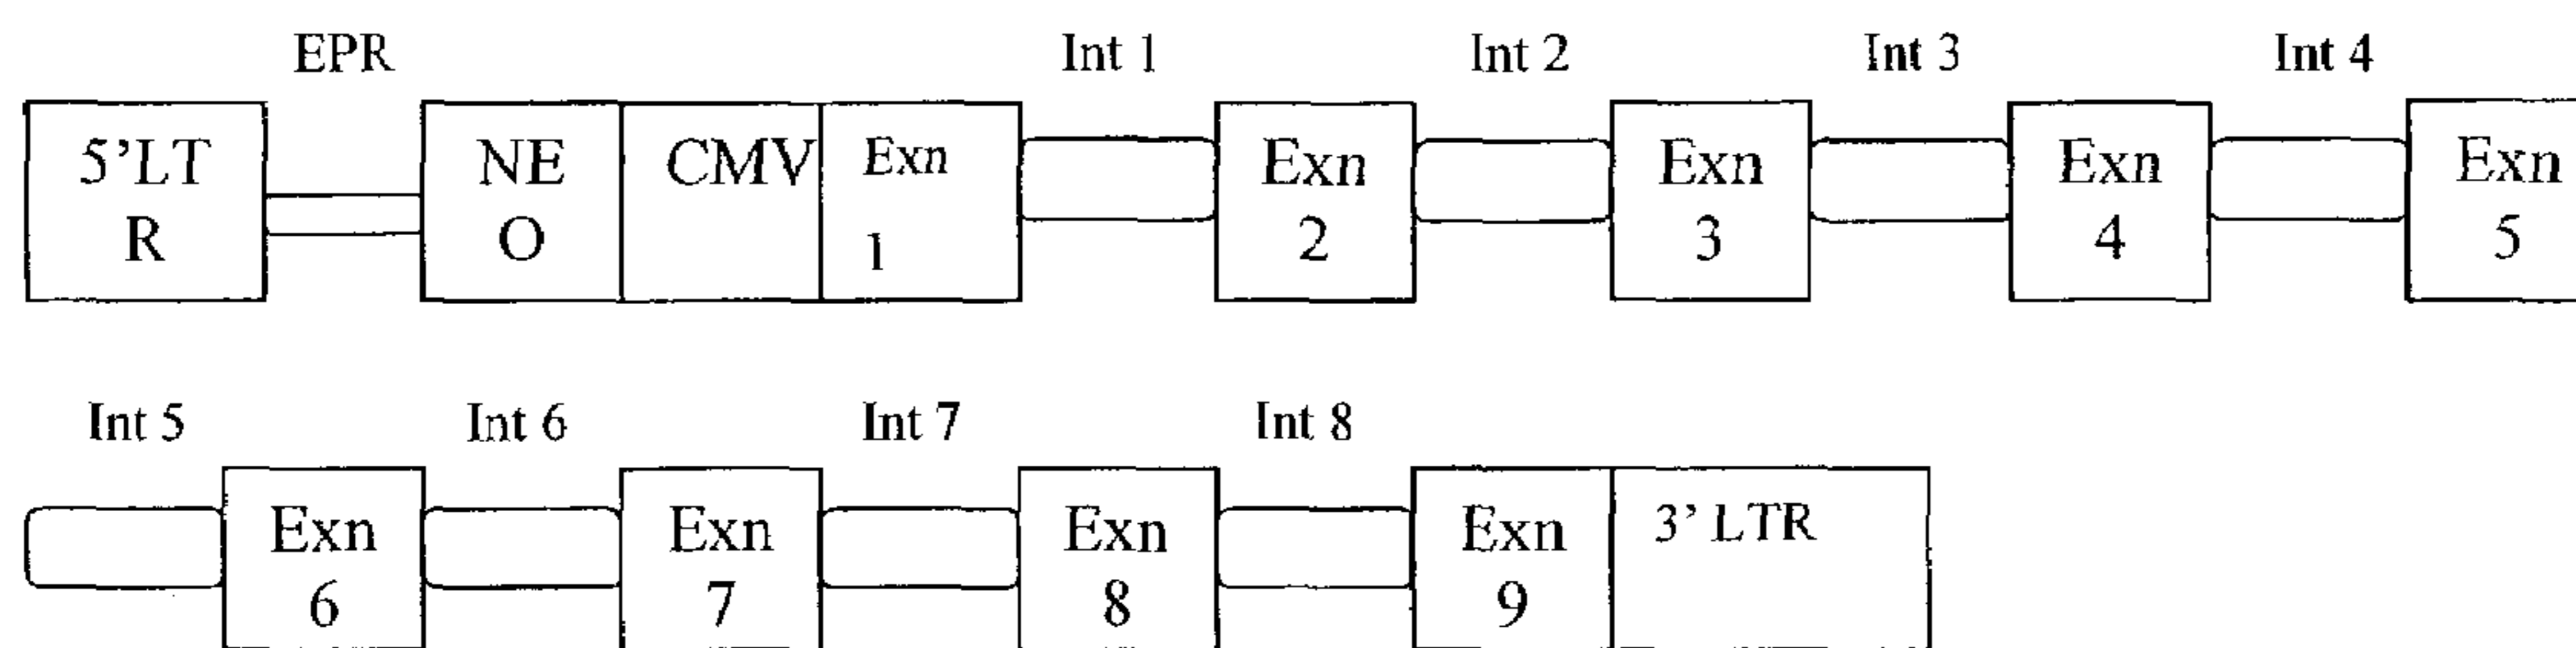 EPR Int 1 Int 2 Int 3 Int 4
5’LT NE CMV Exn Exn Exn Exn Exn
R O 1 2 3 4 5
Int 5 Int 6 Int 7 Int 8
Exn Exn Exn Exn 3’ LTR
6 7 8 9